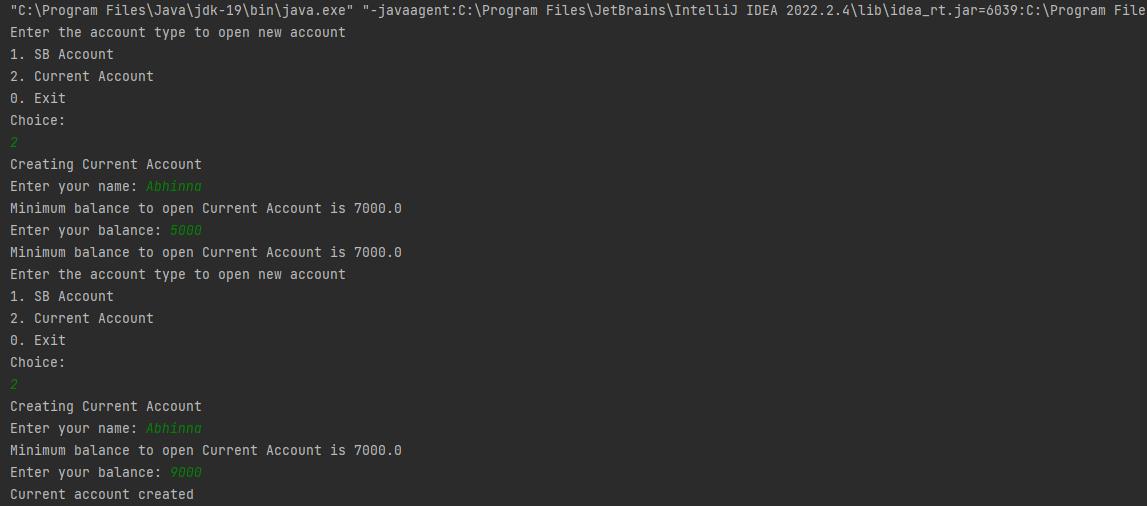 "C:\Program Files\Java\jdk-19\bin\java.exe" "-javaagent:C:\Program Files\JetBrains\IntelliJ IDEA 2022.2.4\lib\idea_rt.jar=6039:C:\Program File
Enter the account type to open new account
1. SB Account
2. Current Account
0. Exit
Choice:
2
Creating Current Account
Enter your name: Abhinna
Minimum balance to open Current Account is 7000.0
Enter your balance: 5000
Minimum balance to open Current Account is 7000.0
Enter the account type to open new account
1. SB Account
2. Current Account
0. Exit
Choice:
2
Creating Current Account
Enter your name: Abhinna
Minimum balance to open Current Account is 7000.0
Enter your balance: 9000
Current account created